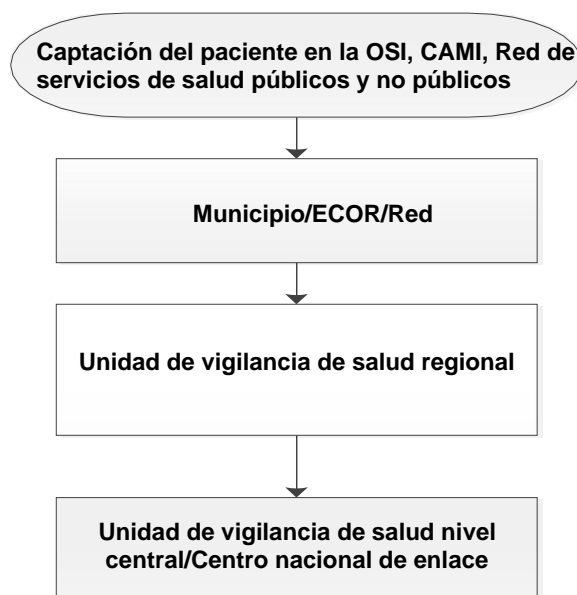 Captación del paciente en la OSI, CAMI, Red de
servicios de salud públicos y no públicos
Municipio/ECOR/Red
Unidad de vigilancia de salud regional
Unidad de vigilancia de salud nivel
central/Centro nacional de enlace